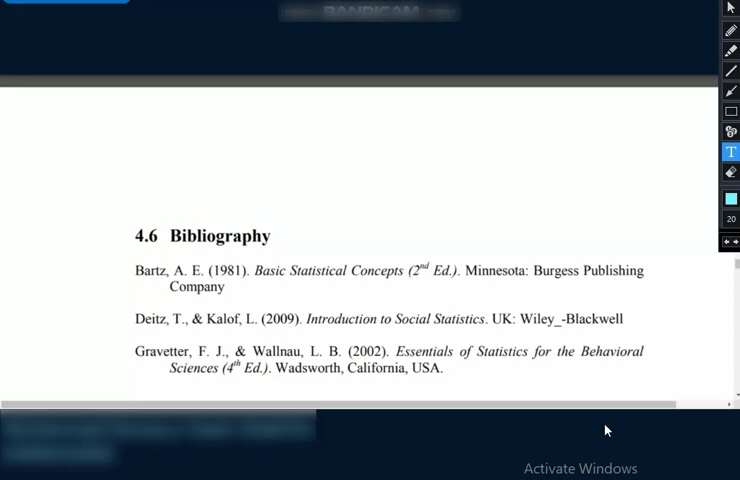 BANDICAM
4.6 Bibliography
Bartz, A. E. (1981). Basic Statistical Concepts (2nd Ed.). Minnesota: Burgess Publishing
Company
Deitz, T., & Kalof, L. (2009). Introduction to Social Statistics. UK: Wiley_-Blackwell
Gravetter, F. J., & Wallnau, L. B. (2002). Essentials of Statistics for the Behavioral
Sciences (4th Ed.). Wadsworth, California, USA.
T
20
Activate Windows